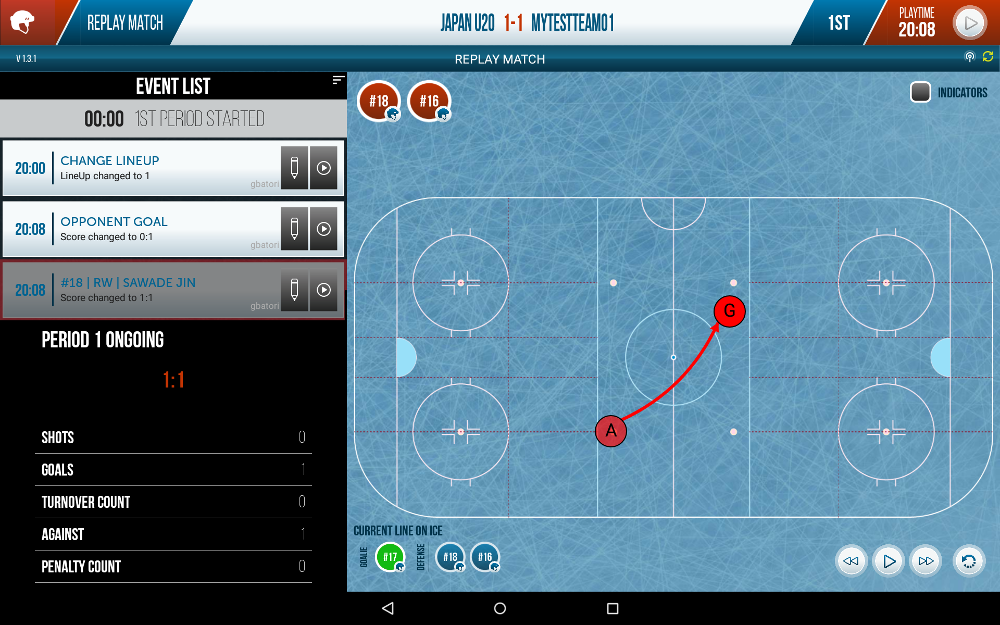 REPLAY MATCH
JAPAN U20 1-1 MYTESTTEAM01
1ST
PLAYTIME
20:08
V 1.3.1
REPLAY MATCH
EVENT LIST
00:00 1ST PERIOD STARTED
20:00
CHANGE LINEUP
LineUp changed to 1
gbatori
20:08
OPPONENT GOAL
Score changed to 0:1
gbatori
20:08
#18 | RW | SAWADE JIN
Score changed to 1:1
gbatori
PERIOD 1 ONGOING
1:1
SHOTS 0
GOALS 1
TURNOVER COUNT 0
AGAINST 1
PENALTY COUNT 0
#18
#16
INDICATORS
G
A
CURRENT LINE ON ICE
GOALIE
#17
DEFENSE
#18
#16